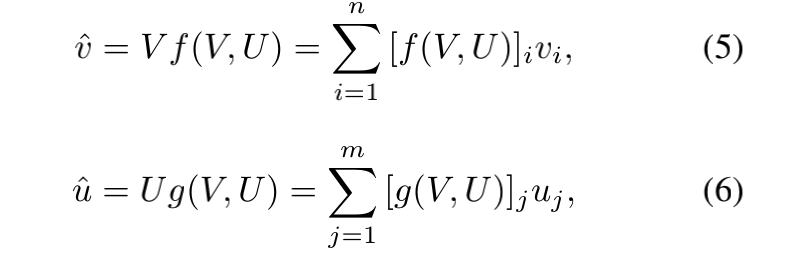 v̂ = V f(V, U) = ∑_{i=1}^{n} [f(V, U)]_i v_i, (5)
û = U g(V, U) = ∑_{j=1}^{m} [g(V, U)]_j u_j, (6)